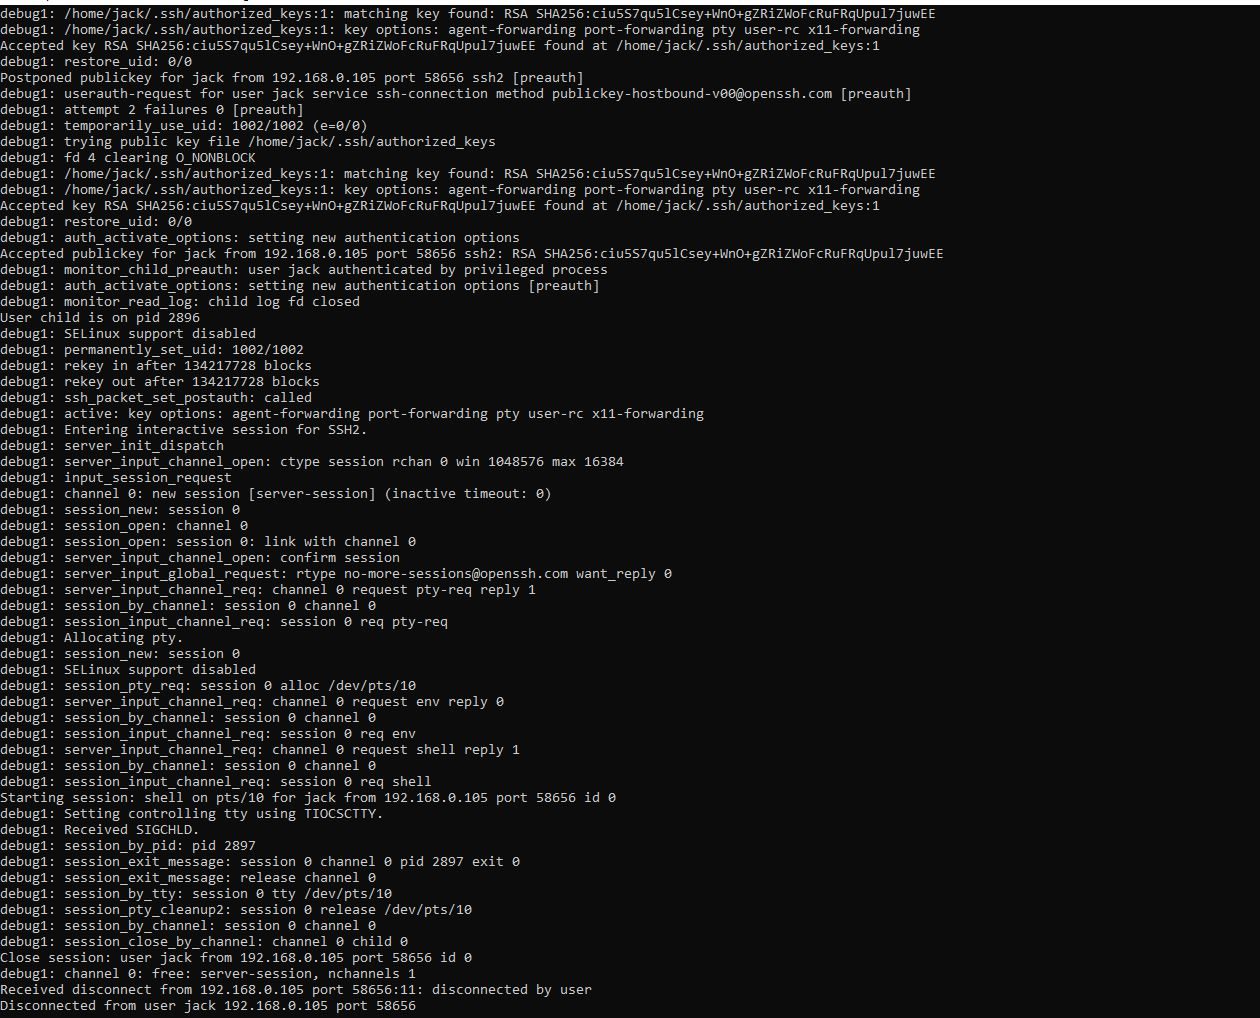 debug1: /home/jack/.ssh/authorized_keys:1: matching key found: RSA SHA256:ciu5S7qu5lCsey+WnO+gZRiZWoFcRuFRqUpul7juwEE
debug1: /home/jack/.ssh/authorized_keys:1: key options: agent-forwarding port-forwarding pty user-rc x11-forwarding
Accepted key RSA SHA256:ciu5S7qu5lCsey+WnO+gZRiZWoFcRuFRqUpul7juwEE found at /home/jack/.ssh/authorized_keys:1
debug1: restore_uid: 0/0
Postponed publickey for jack from 192.168.0.105 port 58656 ssh2 [preauth]
debug1: userauth-request for user jack service ssh-connection method publickey-hostbound-v00@openssh.com [preauth]
debug1: attempt 2 failures 0 [preauth]
debug1: temporarily_use_uid: 1002/1002 (e=0/0)
debug1: trying public key file /home/jack/.ssh/authorized_keys
debug1: fd 4 clearing O_NONBLOCK
debug1: /home/jack/.ssh/authorized_keys:1: matching key found: RSA SHA256:ciu5S7qu5lCsey+WnO+gZRiZWoFcRuFRqUpul7juwEE
debug1: /home/jack/.ssh/authorized_keys:1: key options: agent-forwarding port-forwarding pty user-rc x11-forwarding
Accepted key RSA SHA256:ciu5S7qu5lCsey+WnO+gZRiZWoFcRuFRqUpul7juwEE found at /home/jack/.ssh/authorized_keys:1
debug1: restore_uid: 0/0
debug1: auth_activate_options: setting new authentication options
Accepted publickey for jack from 192.168.0.105 port 58656 ssh2: RSA SHA256:ciu5S7qu5lCsey+WnO+gZRiZWoFcRuFRqUpul7juwEE
debug1: monitor_child_preauth: user jack authenticated by privileged process
debug1: auth_activate_options: setting new authentication options [preauth]
debug1: monitor_read_log: child log fd closed
User child is on pid 2896
debug1: SELinux support disabled
debug1: permanently_set_uid: 1002/1002
debug1: rekey in after 134217728 blocks
debug1: rekey out after 134217728 blocks
debug1: ssh_packet_set_postauth: called
debug1: active: key options: agent-forwarding port-forwarding pty user-rc x11-forwarding
debug1: Entering interactive session for SSH2.
debug1: server_init_dispatch
debug1: server_input_channel_open: ctype session rchan 0 win 1048576 max 16384
debug1: input_session_request
debug1: channel 0: new session [server-session] (inactive timeout: 0)
debug1: session_new: session 0
debug1: session_open: channel 0
debug1: session_open: session 0: link with channel 0
debug1: server_input_channel_open: confirm session
debug1: server_input_global_request: rtype no-more-sessions@openssh.com want_reply 0
debug1: server_input_channel_req: channel 0 request pty-req reply 1
debug1: session_by_channel: session 0 channel 0
debug1: session_input_channel_req: session 0 req pty-req
debug1: Allocating pty.
debug1: session_new: session 0
debug1: SELinux support disabled
debug1: session_pty_req: session 0 alloc /dev/pts/10
debug1: server_input_channel_req: channel 0 request env reply 0
debug1: session_by_channel: session 0 channel 0
debug1: session_input_channel_req: session 0 req env
debug1: server_input_channel_req: channel 0 request shell reply 1
debug1: session_by_channel: session 0 channel 0
debug1: session_input_channel_req: session 0 req shell
Starting session: shell on pts/10 for jack from 192.168.0.105 port 58656 id 0
debug1: Setting controlling tty using TIOCSCTTY.
debug1: Received SIGCHLD.
debug1: session_by_pid: pid 2897
debug1: session_exit_message: session 0 channel 0 pid 2897 exit 0
debug1: session_exit_message: release channel 0
debug1: session_by_tty: session 0 tty /dev/pts/10
debug1: session_pty_cleanup2: session 0 release /dev/pts/10
debug1: session_by_channel: session 0 channel 0
debug1: session_close_by_channel: channel 0 child 0
Close session: user jack from 192.168.0.105 port 58656 id 0
debug1: channel 0: free: server-session, nchannels 1
Received disconnect from 192.168.0.105 port 58656:11: disconnected by user
Disconnected from user jack 192.168.0.105 port 58656